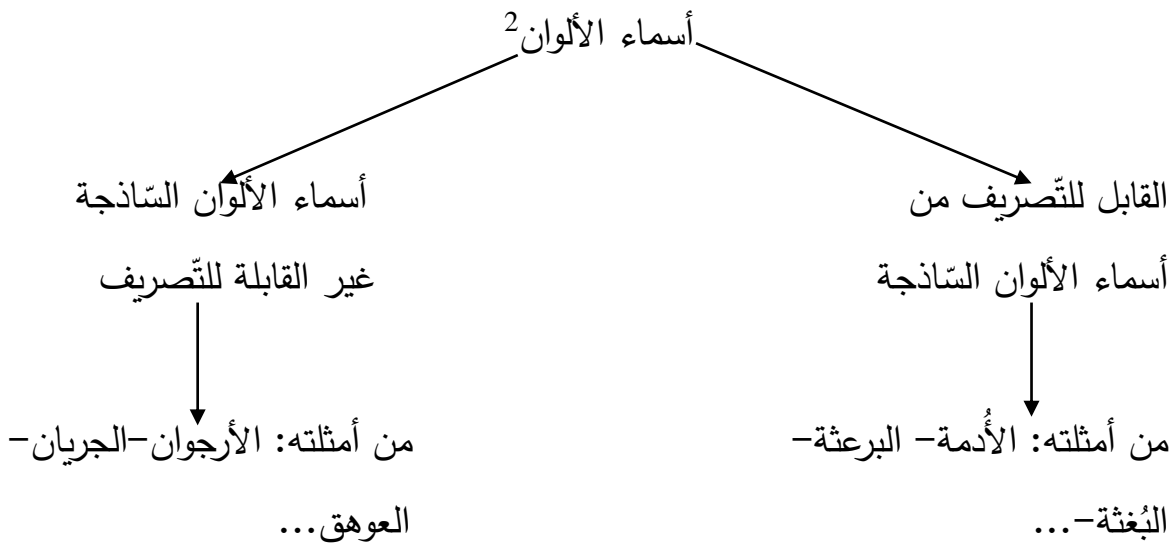 أسماء الألوان2
القابل للتّصريف من
أسماء الألوان السّاذجة
أسماء الألوان السّاذجة
غير القابلة للتّصريف
من أمثلته: الأُدمة- البرعثة-
البُغثة-...
من أمثلته: الأرجوان-الجريان-
العوهق...